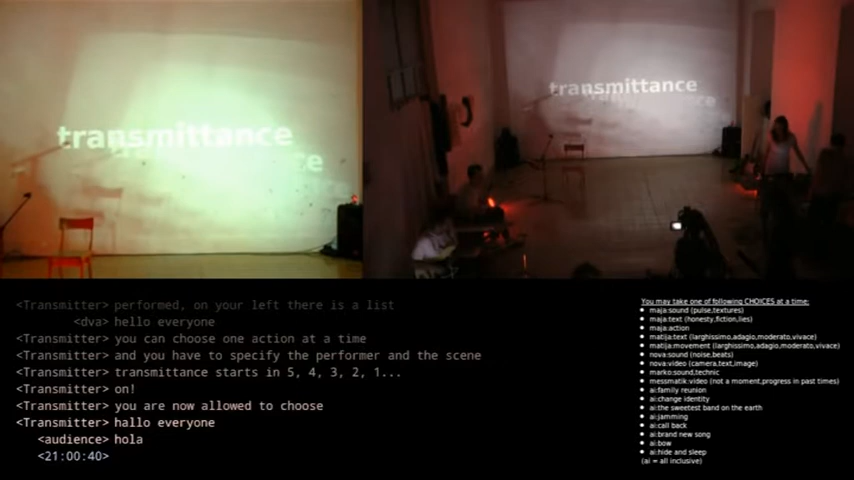 transmittance
transmittance
<Transmitter> performed, on your left there is a list
<dva> hello everyone
<Transmitter> you can choose one action at a time
<Transmitter> and you have to specify the performer and the scene
<Transmitter> transmittance starts in 5, 4, 3, 2, 1...
<Transmitter> on!
<Transmitter> you are now allowed to choose
<Transmitter> hallo everyone
<audience> hola
<21:00:40>
You may take one of following CHOICES at a time:
maja:sound (pulse,textures)
maja:text (honesty,fiction,lies)
maja:action
matija:text (larghissimo,adagio,moderato,vivace)
matija:movement (larghissimo,adagio,moderato,vivace)
nova:sound (noise,beats)
nova:video (camera,text,image)
marko:sound,technic
messmatik:video (not a moment,progress in past times)
ai:family reunion
ai:change identity
ai:the sweetest band on the earth
ai:jamming
ai:call back
ai:brand new song
ai:bow
ai:hide and sleep
(ai = all inclusive)